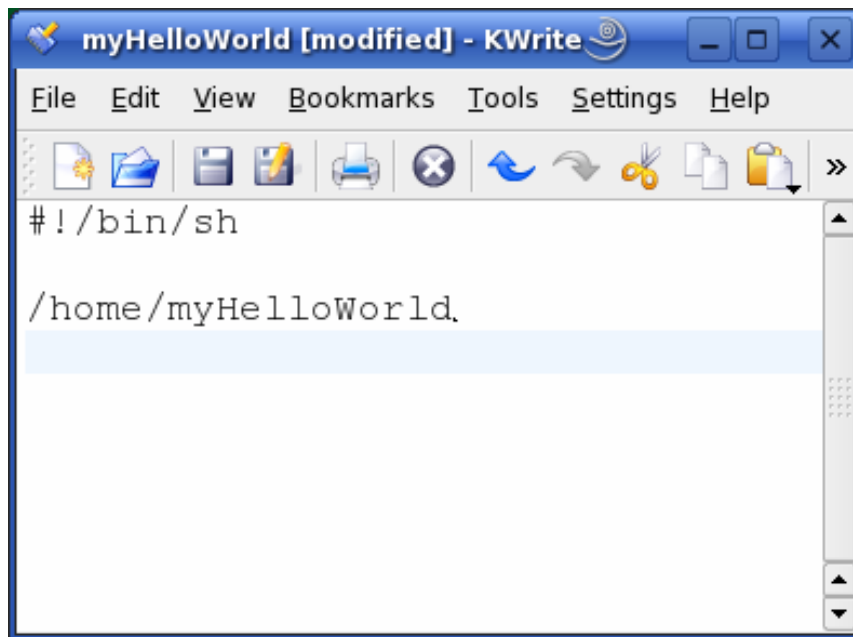 myHelloWorld [modified] - KWrite
File Edit View Bookmarks Tools Settings Help
#!/bin/sh
/home/myHelloWorld